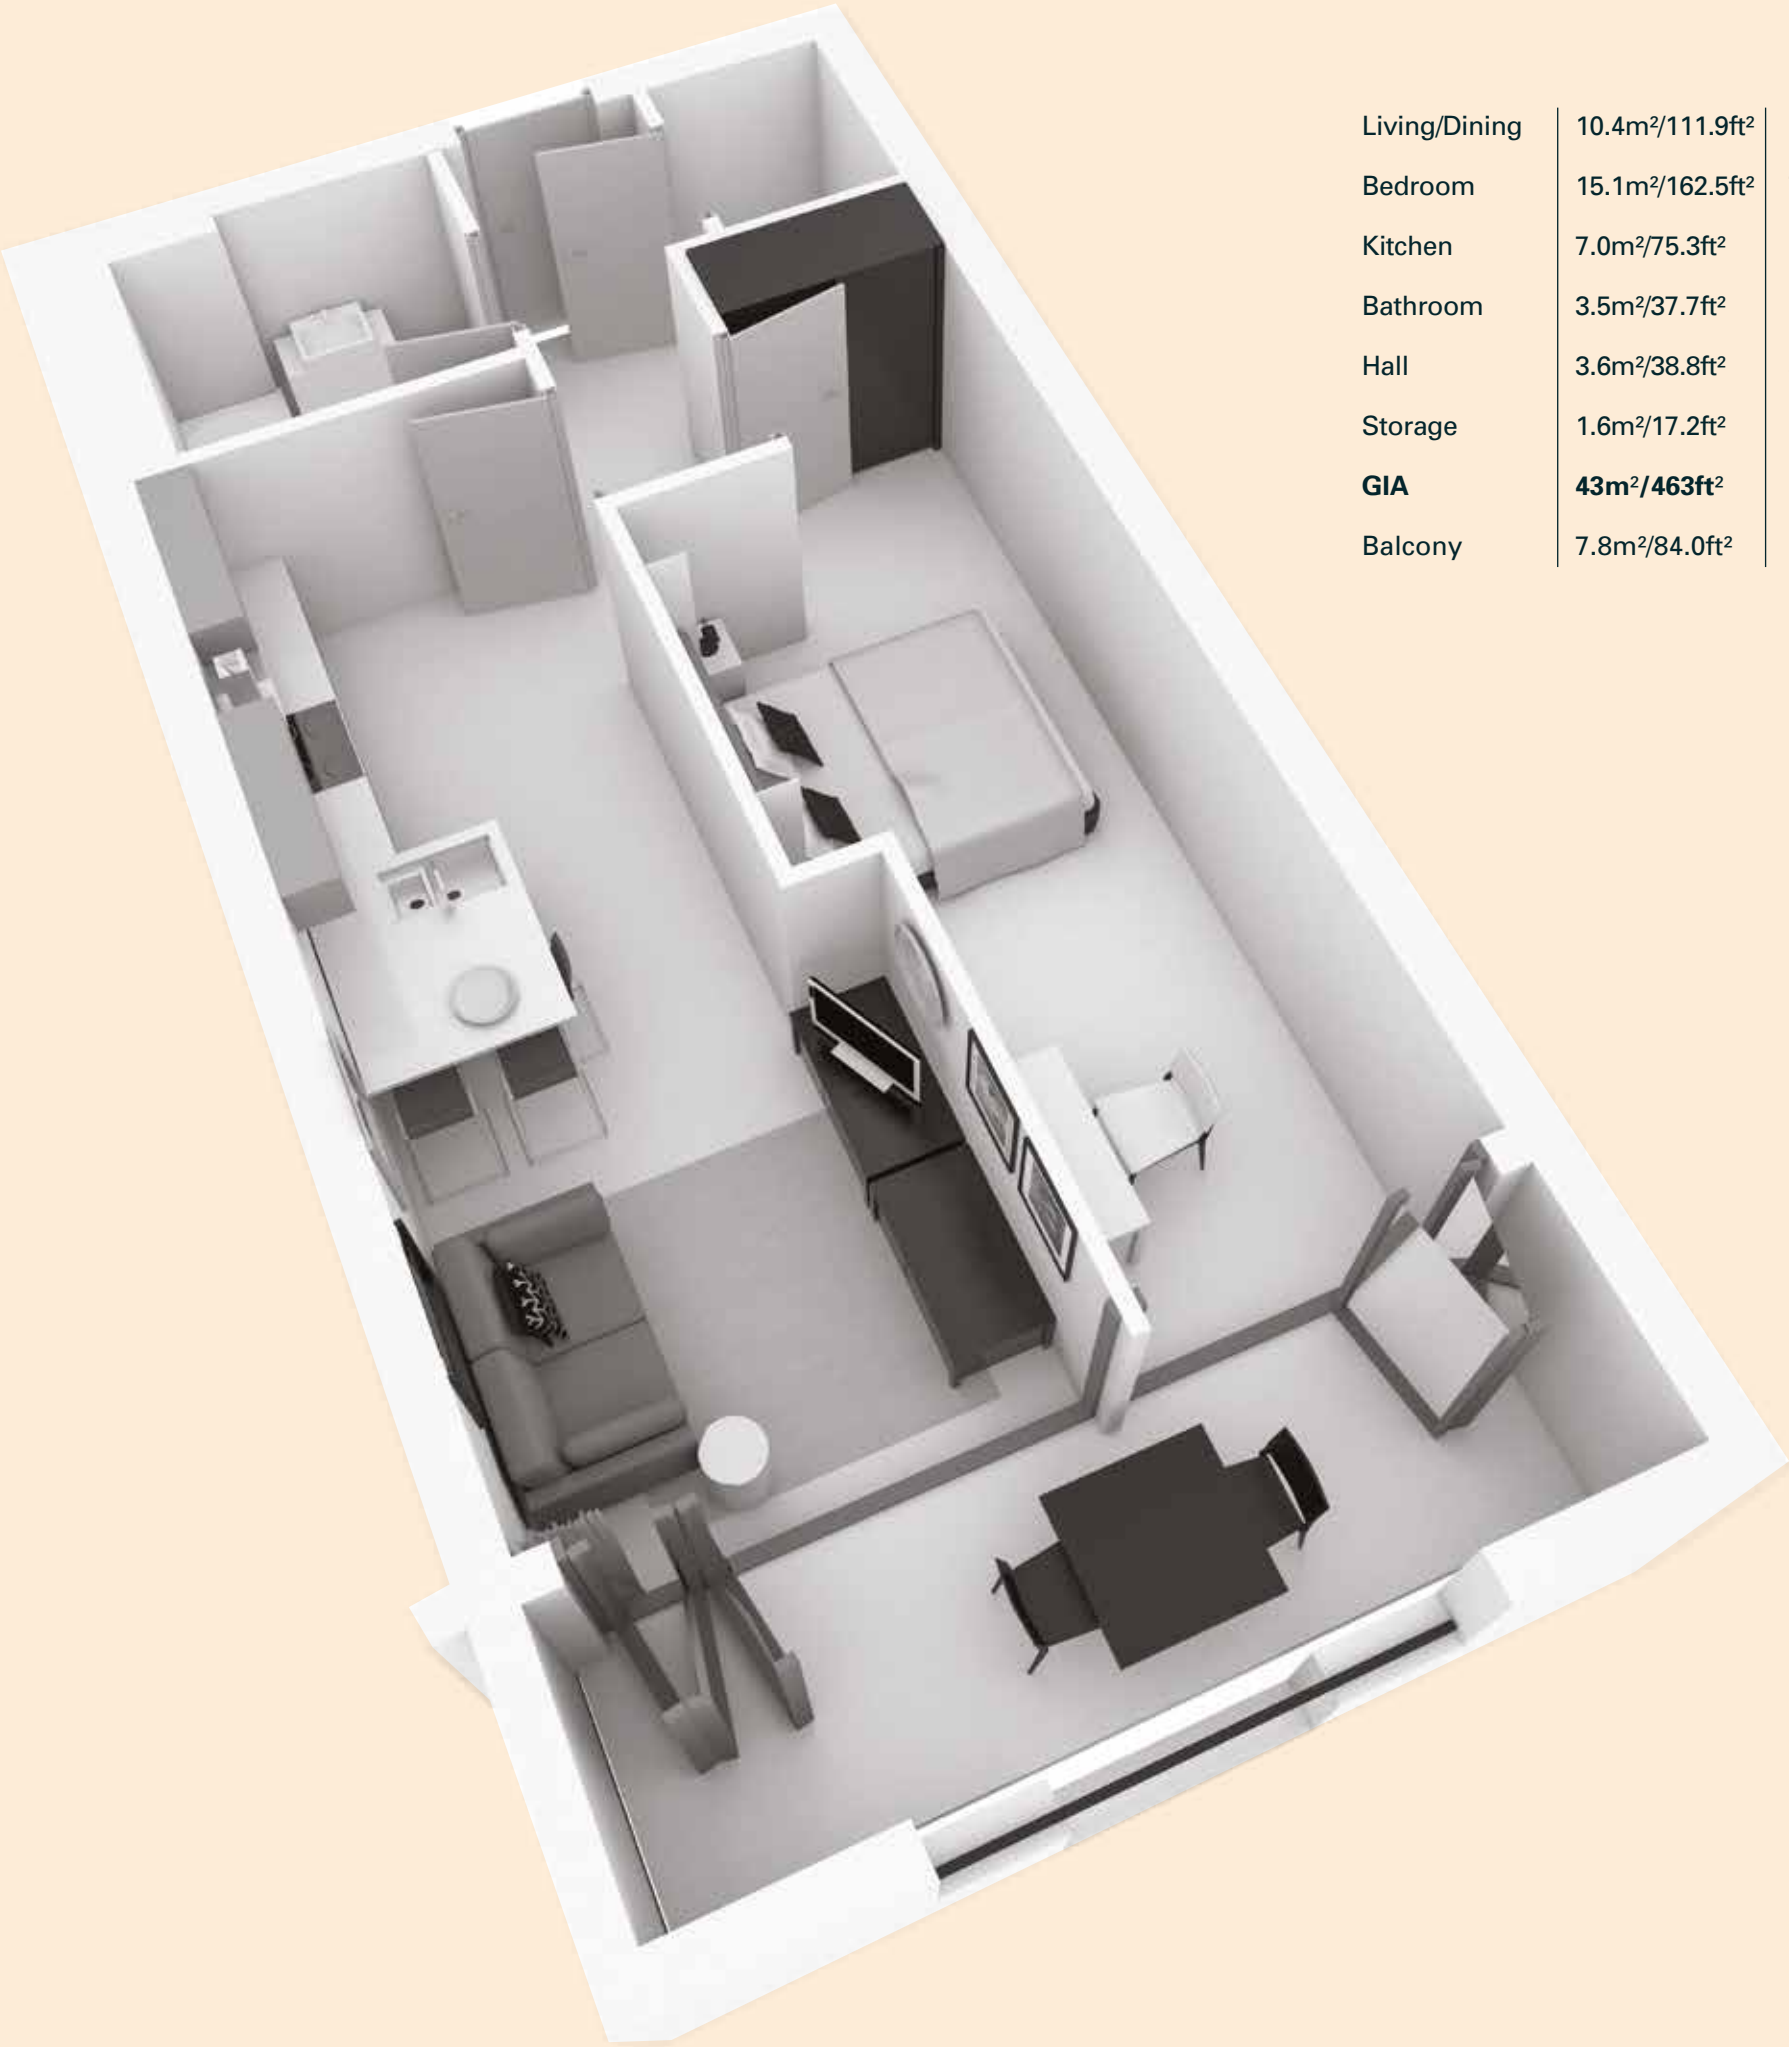 Living/Dining 10.4m²/111.9ft²
Bedroom 15.1m²/162.5ft²
Kitchen 7.0m²/75.3ft²
Bathroom 3.5m²/37.7ft²
Hall 3.6m²/38.8ft²
Storage 1.6m²/17.2ft²
GIA 43m²/463ft²
Balcony 7.8m²/84.0ft²